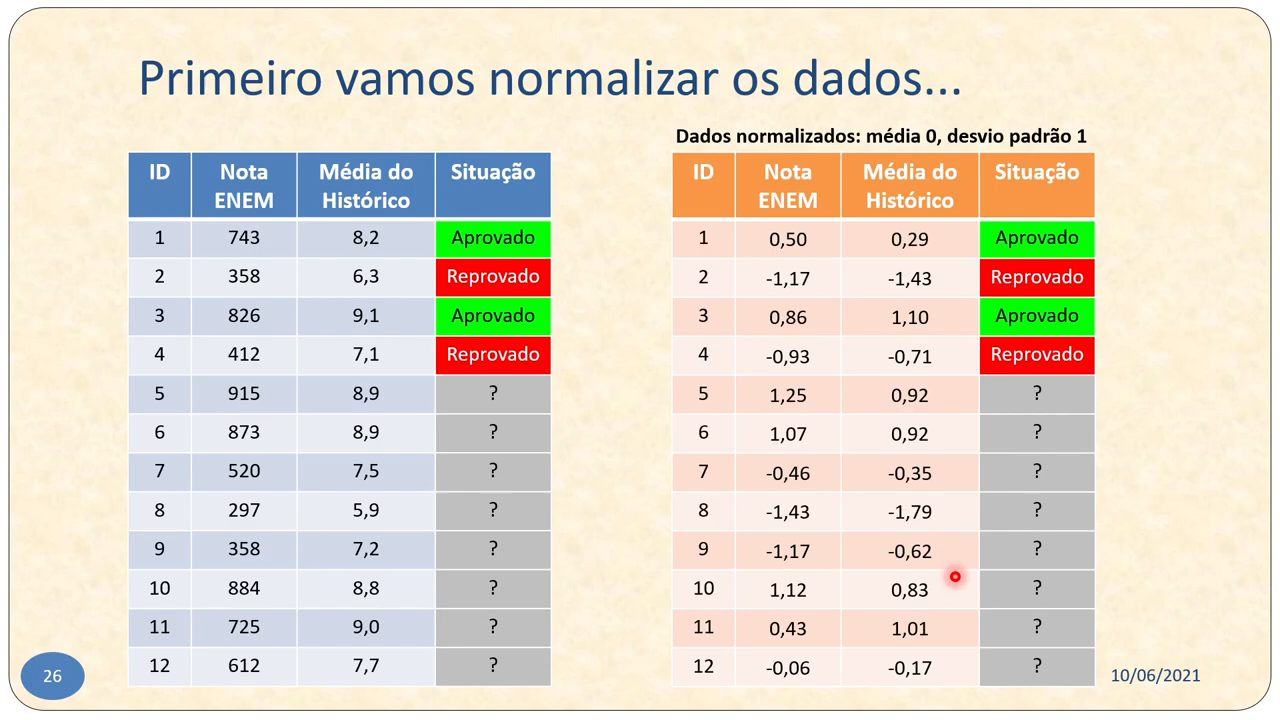 Primeiro vamos normalizar os dados...
Dados normalizados: média 0, desvio padrão 1
ID Nota ENEM Média do Histórico Situação
1 743 8,2 Aprovado
2 358 6,3 Reprovado
3 826 9,1 Aprovado
4 412 7,1 Reprovado
5 915 8,9 ?
6 873 8,9 ?
7 520 7,5 ?
8 297 5,9 ?
9 358 7,2 ?
10 884 8,8 ?
11 725 9,0 ?
12 612 7,7 ?
ID Nota ENEM Média do Histórico Situação
1 0,50 0,29 Aprovado
2 -1,17 -1,43 Reprovado
3 0,86 1,10 Aprovado
4 -0,93 -0,71 Reprovado
5 1,25 0,92 ?
6 1,07 0,92 ?
7 -0,46 -0,35 ?
8 -1,43 -1,79 ?
9 -1,17 -0,62 ?
10 1,12 0,83 ?
11 0,43 1,01 ?
12 -0,06 -0,17 ?
26
10/06/2021